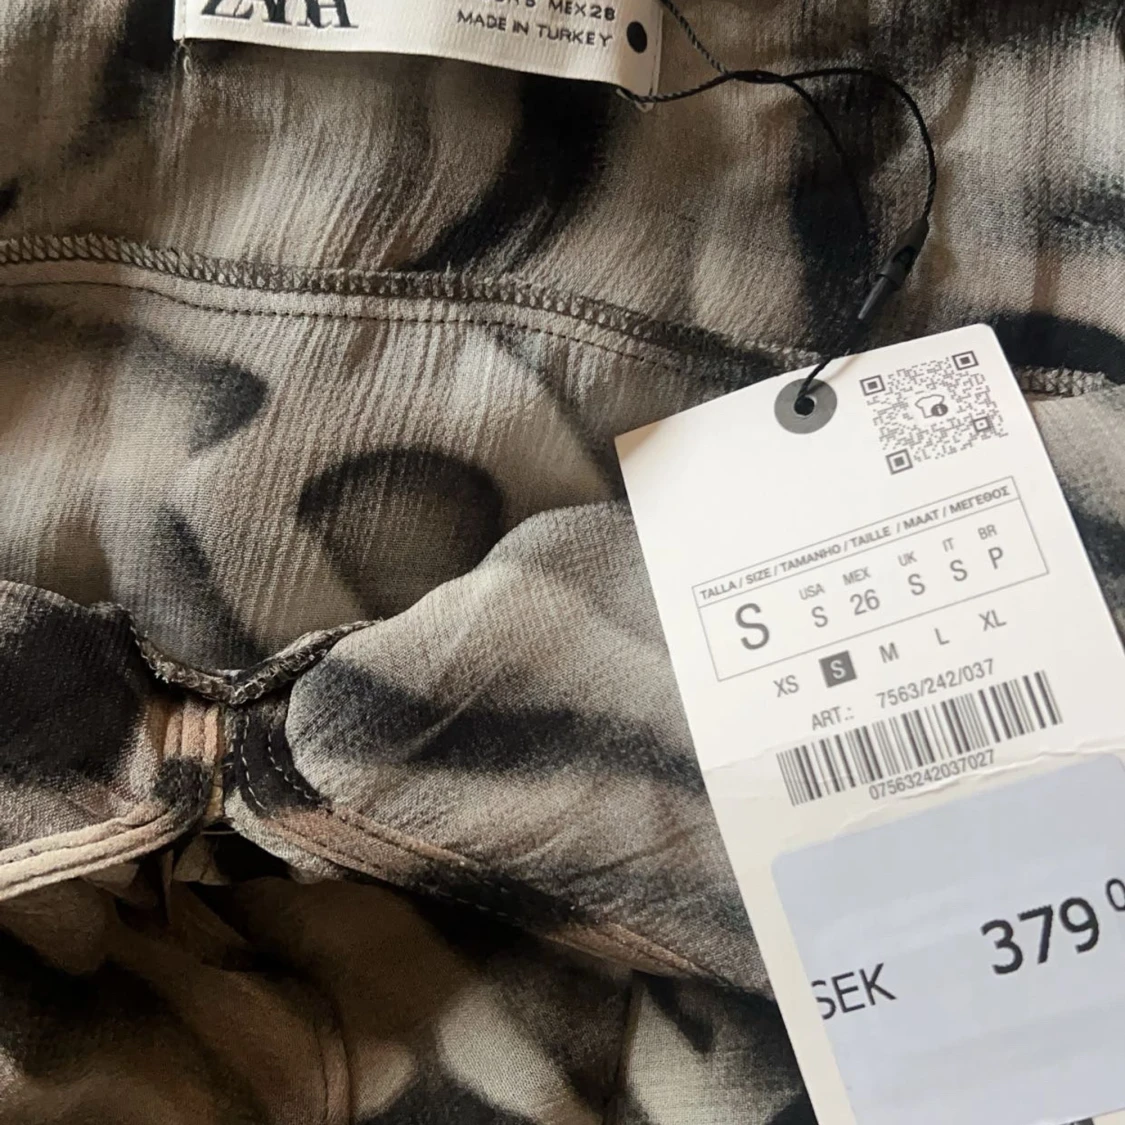 ZARA
MEX28
MADE IN TURKEY
TALLA / SIZE / TAMANHO / TAILLE / MAAT / ΜΕΓΕΘΟΣ
S USA S MEX 26 UK S IT S BR P
XS S M L XL
ART.: 7563/242/037
07563242037027
SEK 379